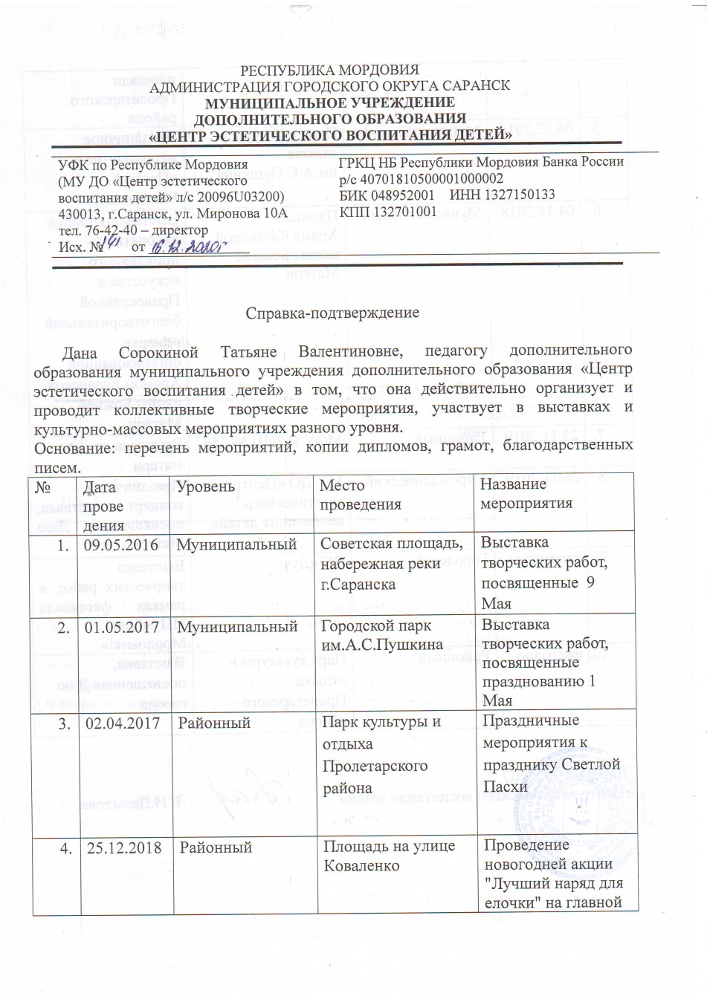 РЕСПУБЛИКА МОРДОВИЯ
АДМИНИСТРАЦИЯ ГОРОДСКОГО ОКРУГА САРАНСК
МУНИЦИПАЛЬНОЕ УЧРЕЖДЕНИЕ
ДОПОЛНИТЕЛЬНОГО ОБРАЗОВАНИЯ
«ЦЕНТР ЭСТЕТИЧЕСКОГО ВОСПИТАНИЯ ДЕТЕЙ»
УФК по Республике Мордовия
(МУ ДО «Центр эстетического
воспитания детей» л/с 20096U03200)
430013, г.Саранск, ул. Миронова 10А
тел. 76-42-40 – директор
Исх. №141 от 16.12.2020г
ГРКЦ НБ Республики Мордовия Банка России
р/с 40701810500001000002
БИК 048952001 ИНН 1327150133
КПП 132701001
Справка-подтверждение
Дана Сорокиной Татьяне Валентиновне, педагогу дополнительного
образования муниципального учреждения дополнительного образования «Центр
эстетического воспитания детей» в том, что она действительно организует и
проводит коллективные творческие мероприятия, участвует в выставках и
культурно-массовых мероприятиях разного уровня.
Основание: перечень мероприятий, копии дипломов, грамот, благодарственных
писем.
№
Дата
прове
дения
Уровень
Место
проведения
Название
мероприятия
1.
09.05.2016
Муниципальный
Советская площадь,
набережная реки
г.Саранска
Выставка
творческих работ,
посвященные 9
Мая
2.
01.05.2017
Муниципальный
Городской парк
им.А.С.Пушкина
Выставка
творческих работ,
посвященные
празднованию 1
Мая
3.
02.04.2017
Районный
Парк культуры и
отдыха
Пролетарского
района
Праздничные
мероприятия к
празднику Светлой
Пасхи
4.
25.12.2018
Районный
Площадь на улице
Коваленко
Проведение
новогодней акции
"Лучший наряд для
елочки" на главной